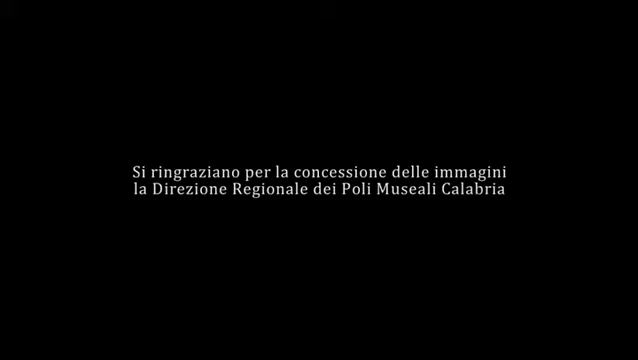 Si ringraziano per la concessione delle immagini
la Direzione Regionale dei Poli Museali Calabria